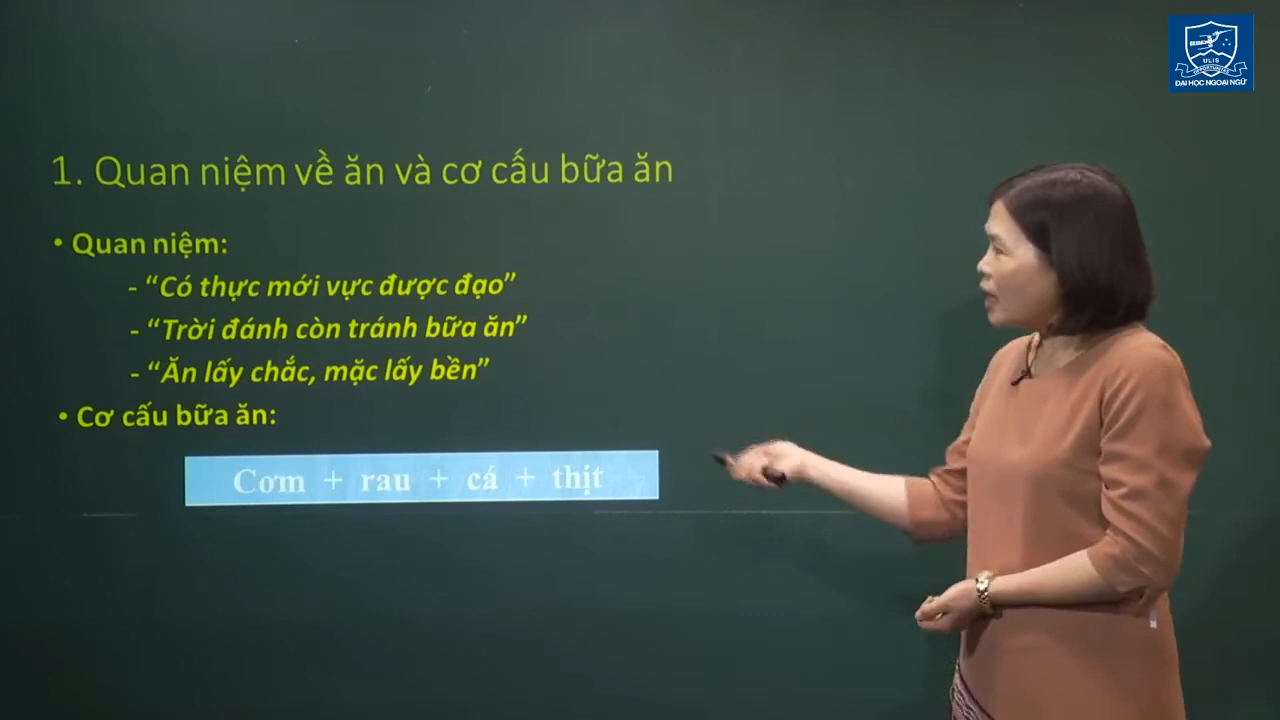 ULIS
ĐẠI HỌC NGOẠI NGỮ
1. Quan niệm về ăn và cơ cấu bữa ăn
• Quan niệm:
- “Có thực mới vực được đạo”
- “Trời đánh còn tránh bữa ăn”
- “Ăn lấy chắc, mặc lấy bền”
• Cơ cấu bữa ăn:
Cơm + rau + cá + thịt